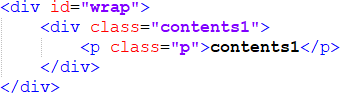 <div id="wrap">
    <div class="contents1">
        <p class="p">contents1</p>
    </div>
</div>